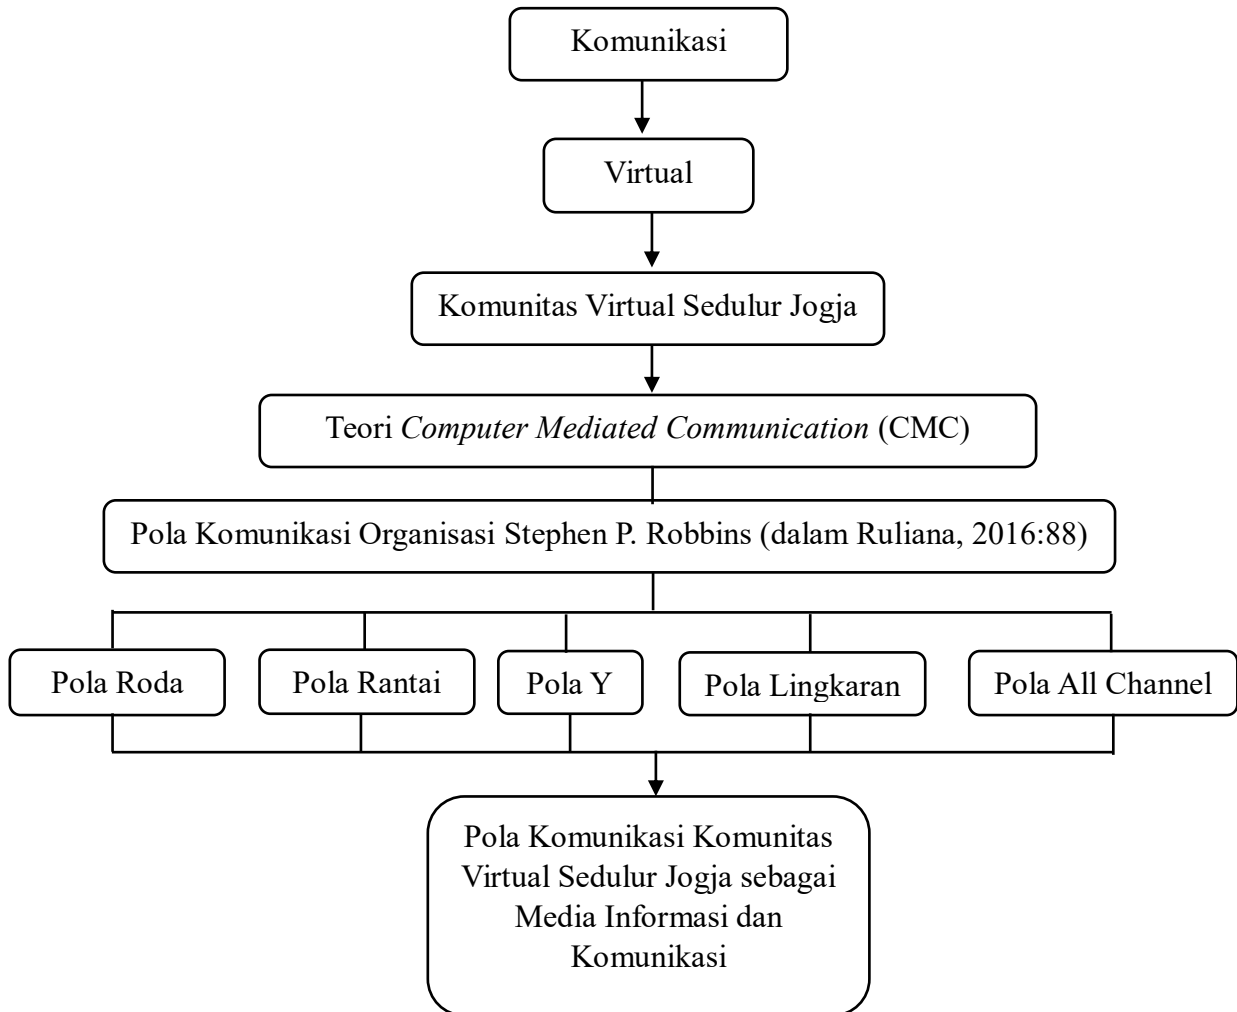 Komunikasi
Virtual
Komunitas Virtual Sedulur Jogja
Teori Computer Mediated Communication (CMC)
Pola Komunikasi Organisasi Stephen P. Robbins (dalam Ruliana, 2016:88)
Pola Roda
Pola Rantai
Pola Y
Pola Lingkaran
Pola All Channel
Pola Komunikasi Komunitas
Virtual Sedulur Jogja sebagai
Media Informasi dan
Komunikasi